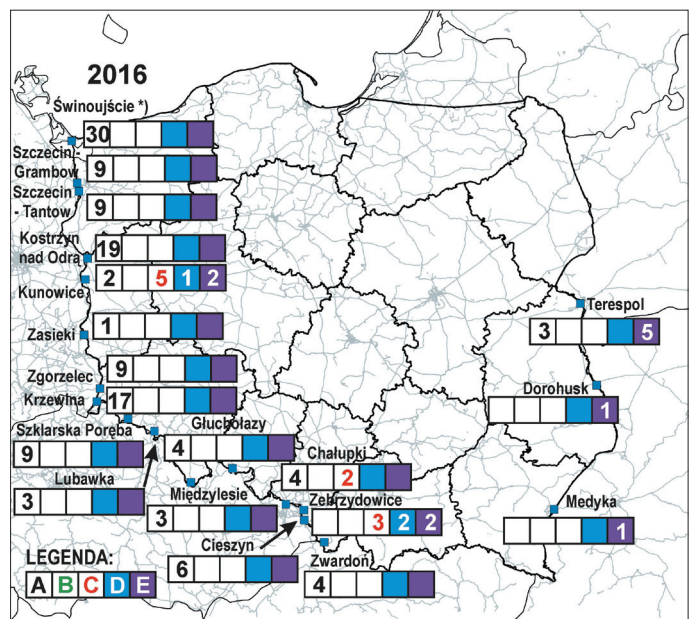 2016
Świnoujście *)
30
Szczecin -
Grambow
9
Szczecin
- Tantow
9
Kostrzyn
nad Odrą
19
Kunowice
2 5 1 2
Zasieki
1
Terespol
3 5
Zgorzelec
9
Krzewina
17
Dorohusk
1
Szklarska Poręba
9
Głuchołazy
4
Chałupki
4 2
Lubawka
3
Międzylesie
3
Zebrzydowice
3 2 2
Medyka
1
Cieszyn
6
Zwardoń
4
LEGENDA:
A B C D E